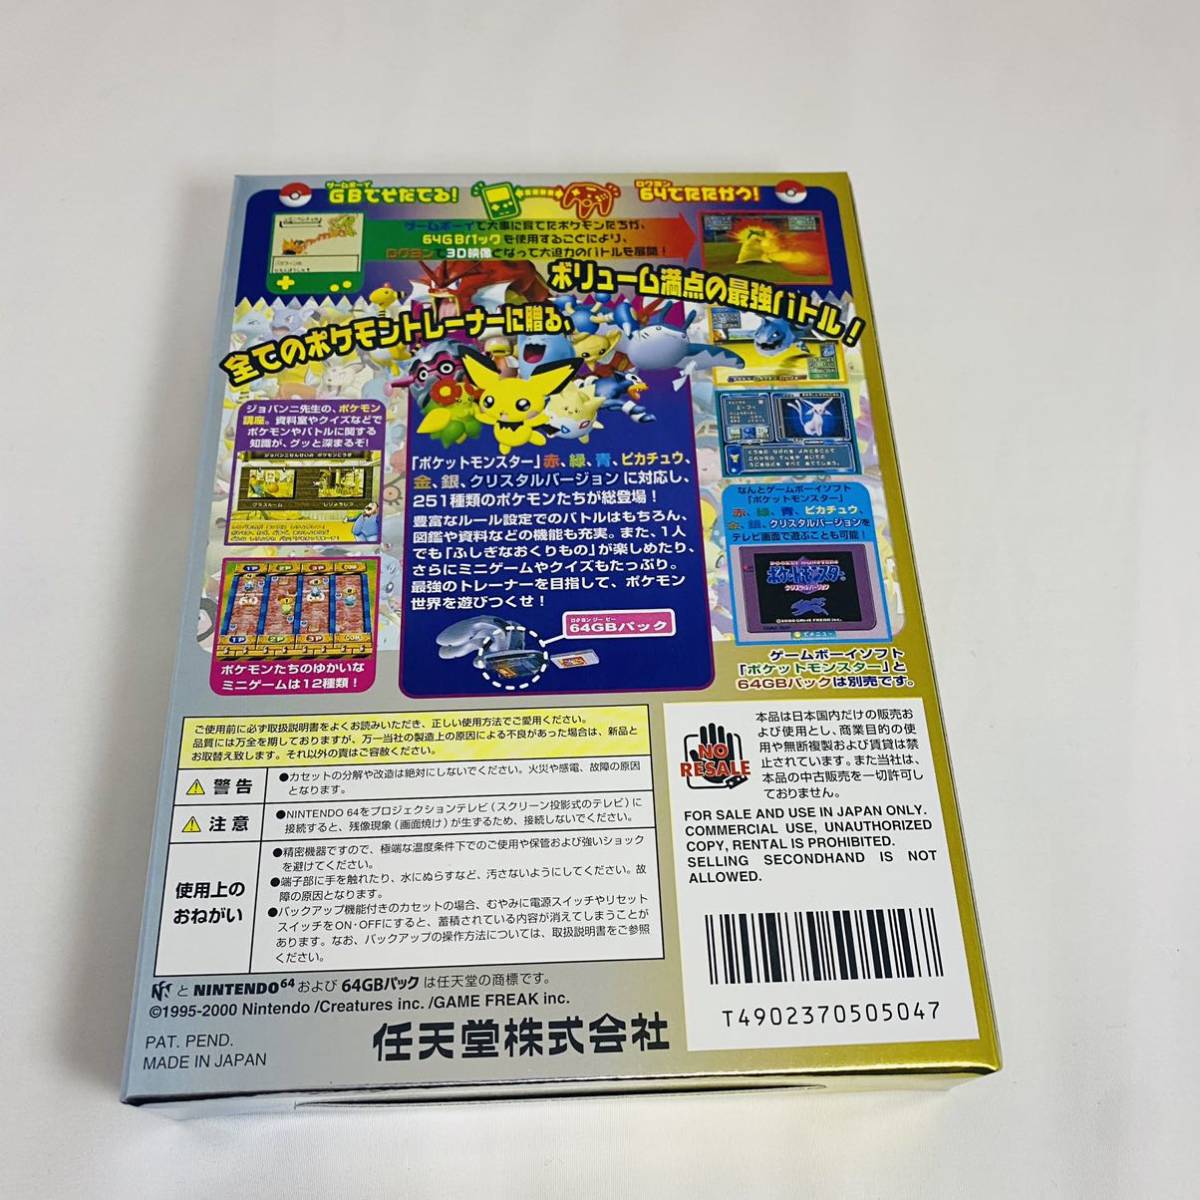 ゲームボーイ
GBでそだてる!
ロクヨン
64でたたかう!
ゲームボーイで大事に育てたポケモンたちが、
64GBパックを使用することにより、
ロクヨンで3D映像となって大迫力のバトルを展開!
ボリューム満点の最強バトル!
全てのポケモントレーナーに贈る、
ジョバンニ先生の、ポケモン
講座。資料室やクイズなどで
ポケモンやバトルに関する
知識が、グッと深まるぞ!
「ポケットモンスター」赤、緑、青、ピカチュウ、
金、銀、クリスタルバージョンに対応し、
251種類のポケモンたちが総登場!
豊富なルール設定でのバトルはもちろん、
図鑑や資料などの機能も充実。また、1人
でも「ふしぎなおくりもの」が楽しめたり、
さらにミニゲームやクイズもたっぷり。
最強のトレーナーを目指して、ポケモン
世界を遊びつくせ!
ロクヨンジービー
64GBパック
なんとゲームボーイソフト
「ポケットモンスター」
赤、緑、青、ピカチュウ、
金、銀、クリスタルバージョンを
テレビ画面で遊ぶことも可能!
ポケットモンスター
クリスタルバージョン
1P 2P 3P COM
1P 2P 3P COM
ポケモンたちのゆかいな
ミニゲームは12種類!
ゲームボーイソフト
「ポケットモンスター」と
64GBパックは別売です。
ご使用前に必ず取扱説明書をよくお読みいただき、正しい使用方法でご愛用ください。
品質には万全を期しておりますが、万一当社の製造上の原因による不良があった場合は、新品と
お取替え致します。それ以外の責はご容赦ください。
警告
●カセットの分解や改造は絶対にしないでください。火災や感電、故障の原因
となります。
注意
●NINTENDO 64をプロジェクションテレビ(スクリーン投影式のテレビ)に
接続すると、残像現象(画面焼け)が生ずるため、接続しないでください。
使用上の
おねがい
●精密機器ですので、極端な温度条件下でのご使用や保管および強いショック
を避けてください。
●端子部に手を触れたり、水にぬらすなど、汚さないようにしてください。故
障の原因となります。
●バックアップ機能付きのカセットの場合、むやみに電源スイッチやリセット
スイッチをON・OFFにすると、蓄積されている内容が消えてしまうことが
あります。なお、バックアップの操作方法については、取扱説明書をご参照
ください。
NO
RESALE
本品は日本国内だけの販売お
よび使用とし、商業目的の使
用や無断複製および賃貸は禁
止されています。また当社は、
本品の中古販売を一切許可し
ておりません。
FOR SALE AND USE IN JAPAN ONLY.
COMMERCIAL USE, UNAUTHORIZED
COPY, RENTAL IS PROHIBITED.
SELLING SECONDHAND IS NOT
ALLOWED.
T4902370505047
と NINTENDO64 および 64GBパック は任天堂の商標です。
©1995-2000 Nintendo /Creatures inc. /GAME FREAK inc.
PAT. PEND.
MADE IN JAPAN
任天堂株式会社